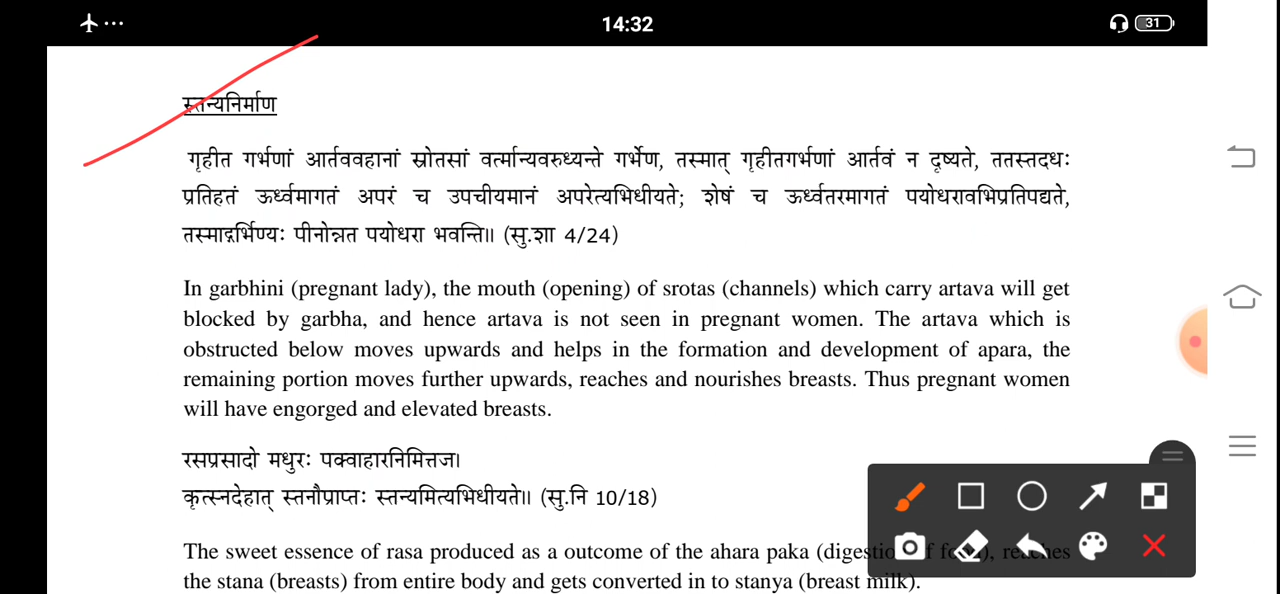 14:32
31
स्तन्यनिर्माण
गृहीत गर्भणां आर्तववहानां स्रोतसां वर्त्मान्यवरुध्यन्ते गर्भेण, तस्मात् गृहीतगर्भणां आर्तवं न दृष्यते, ततस्तदधः
प्रतिहतं ऊर्ध्वमागतं अपरं च उपचीयमानं अपरेत्यभिधीयते; शेषं च ऊर्ध्वतरमागतं पयोधरावभिप्रतिपद्यते,
तस्माद्गर्भिण्यः पीनोन्नत पयोधरा भवन्ति॥ (सु.शा 4/24)
In garbhini (pregnant lady), the mouth (opening) of srotas (channels) which carry artava will get
blocked by garbha, and hence artava is not seen in pregnant women. The artava which is
obstructed below moves upwards and helps in the formation and development of apara, the
remaining portion moves further upwards, reaches and nourishes breasts. Thus pregnant women
will have engorged and elevated breasts.
रसप्रसादो मधुरः पक्वाहारनिमित्तज।
कृत्स्नदेहात् स्तनौप्राप्तः स्तन्यमित्यभिधीयते॥ (सु.नि 10/18)
The sweet essence of rasa produced as a outcome of the ahara paka (digestion of food), reaches
the stana (breasts) from entire body and gets converted in to stanya (breast milk).